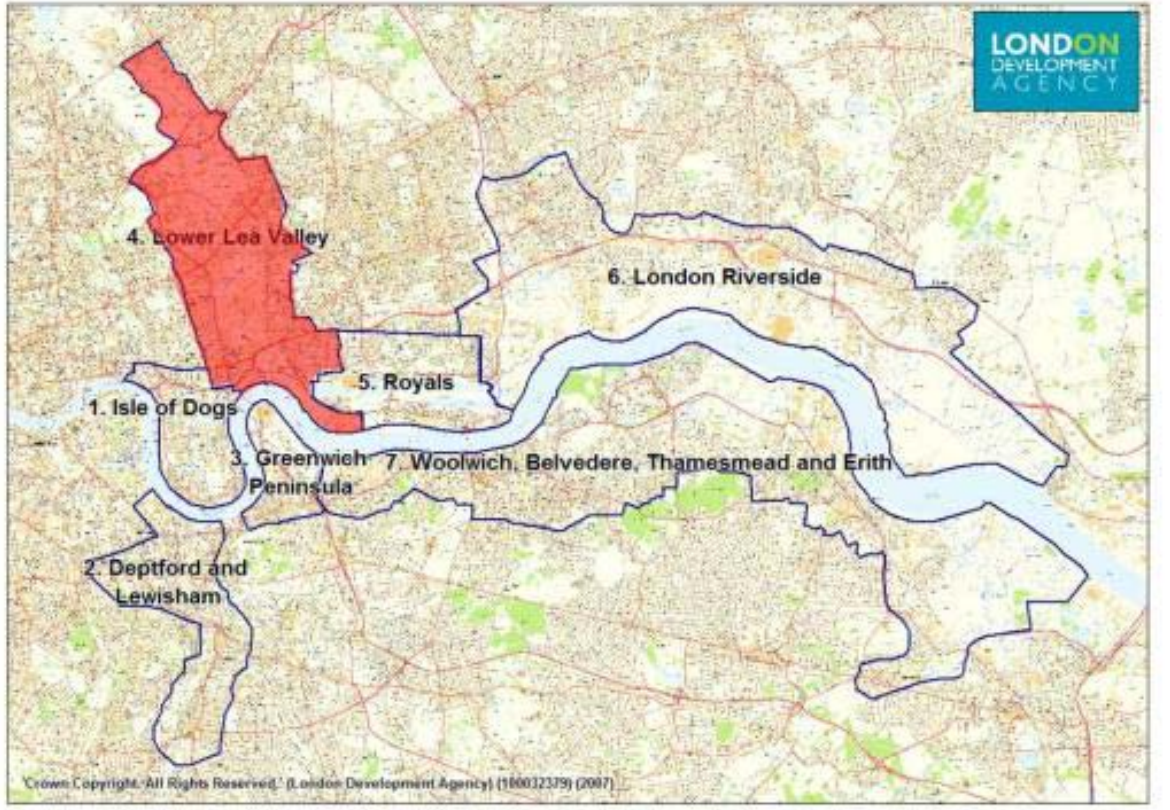 LONDON
DEVELOPMENT
AGENCY
4. Lower Lea Valley
6. London Riverside
5. Royals
1. Isle of Dogs
3. Greenwich
Peninsula
7. Woolwich, Belvedere, Thamesmead and Erith
2. Deptford and
Lewisham
'Crown Copyright. All Rights Reserved.' (London Development Agency) (100032379) (2007)